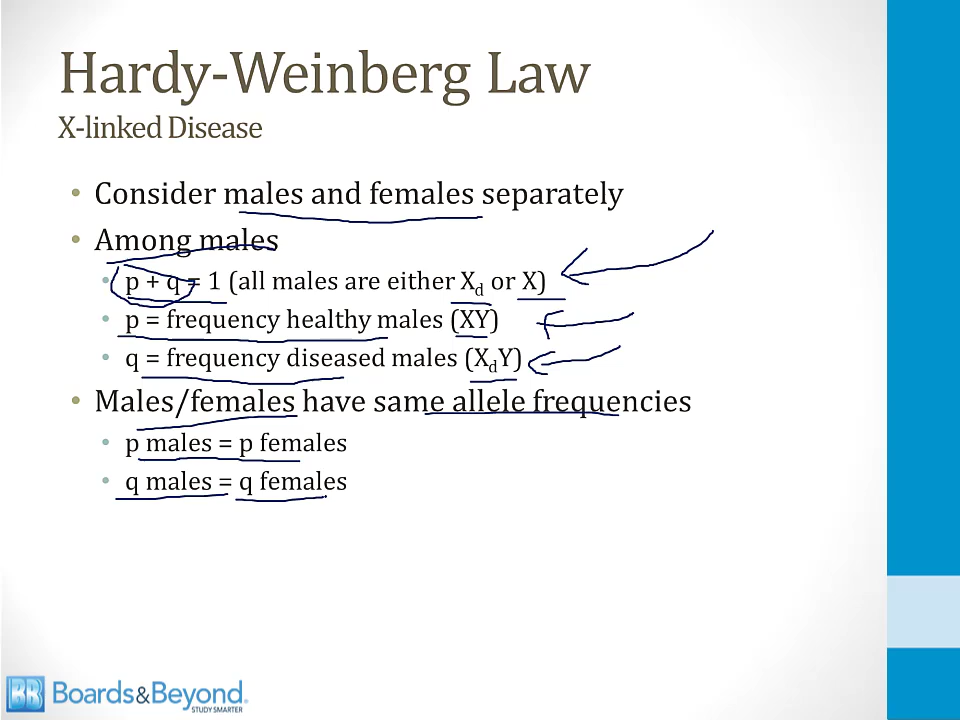 Hardy-Weinberg Law
X-linked Disease
• Consider males and females separately
• Among males
• p + q = 1 (all males are either Xd or X)
• p = frequency healthy males (XY)
• q = frequency diseased males (XdY)
• Males/females have same allele frequencies
• p males = p females
• q males = q females
BB Boards&Beyond.
STUDY SMARTER